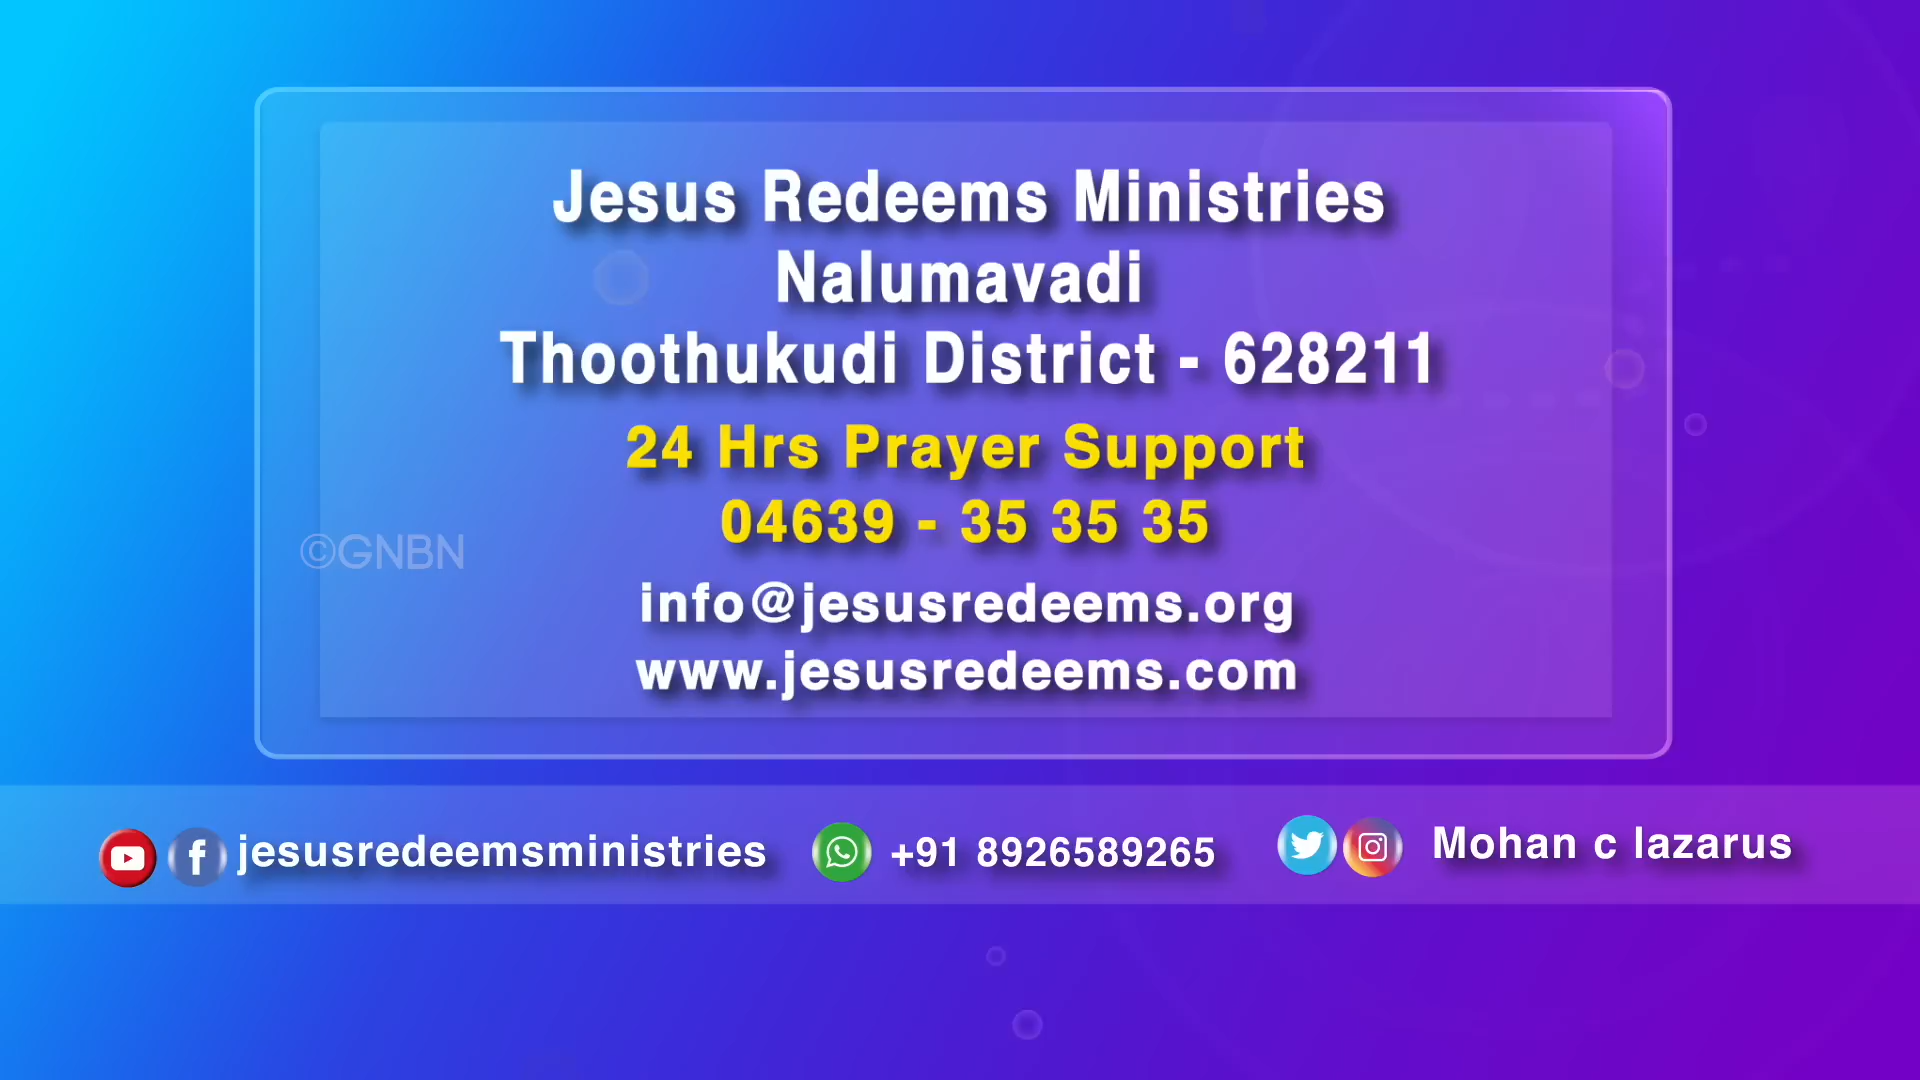 Jesus Redeems Ministries
Nalumavadi
Thoothukudi District - 628211
24 Hrs Prayer Support
04639 - 35 35 35
©GNBN
info@jesusredeems.org
www.jesusredeems.com
jesusredeemsministries +91 8926589265 Mohan c lazarus